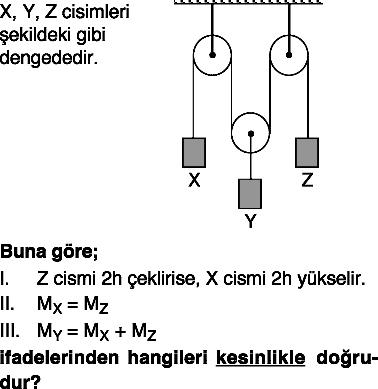 X, Y, Z cisimleri
şekildeki gibi
dengededir.
X
Z
Y
Buna göre;
I. Z cismi 2h çeklirise, X cismi 2h yükselir.
II. MX = MZ
III. MY = MX + MZ
ifadelerinden hangileri kesinlikle doğru-
dur?